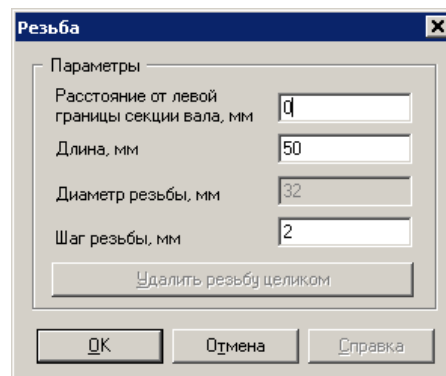 Резьба
Параметры
Расстояние от левой
границы секции вала, мм
0
Длина, мм
50
Диаметр резьбы, мм
32
Шаг резьбы, мм
2
Удалить резьбу целиком
OK
Отмена
Справка